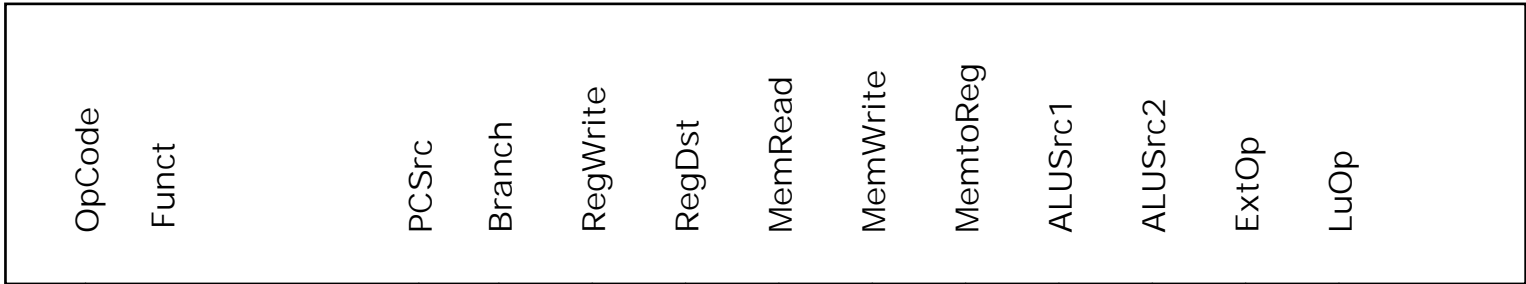 OpCode
Funct
PCSrc
Branch
RegWrite
RegDst
MemRead
MemWrite
MemtoReg
ALUSrc1
ALUSrc2
ExtOp
LuOp